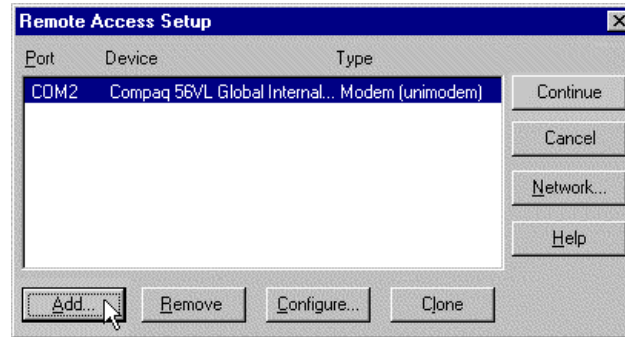 Remote Access Setup
Port Device Type
COM2 Compaq 56VL Global Internal... Modem (unimodem)
Continue
Cancel
Network...
Help
Add... Remove Configure... Clone